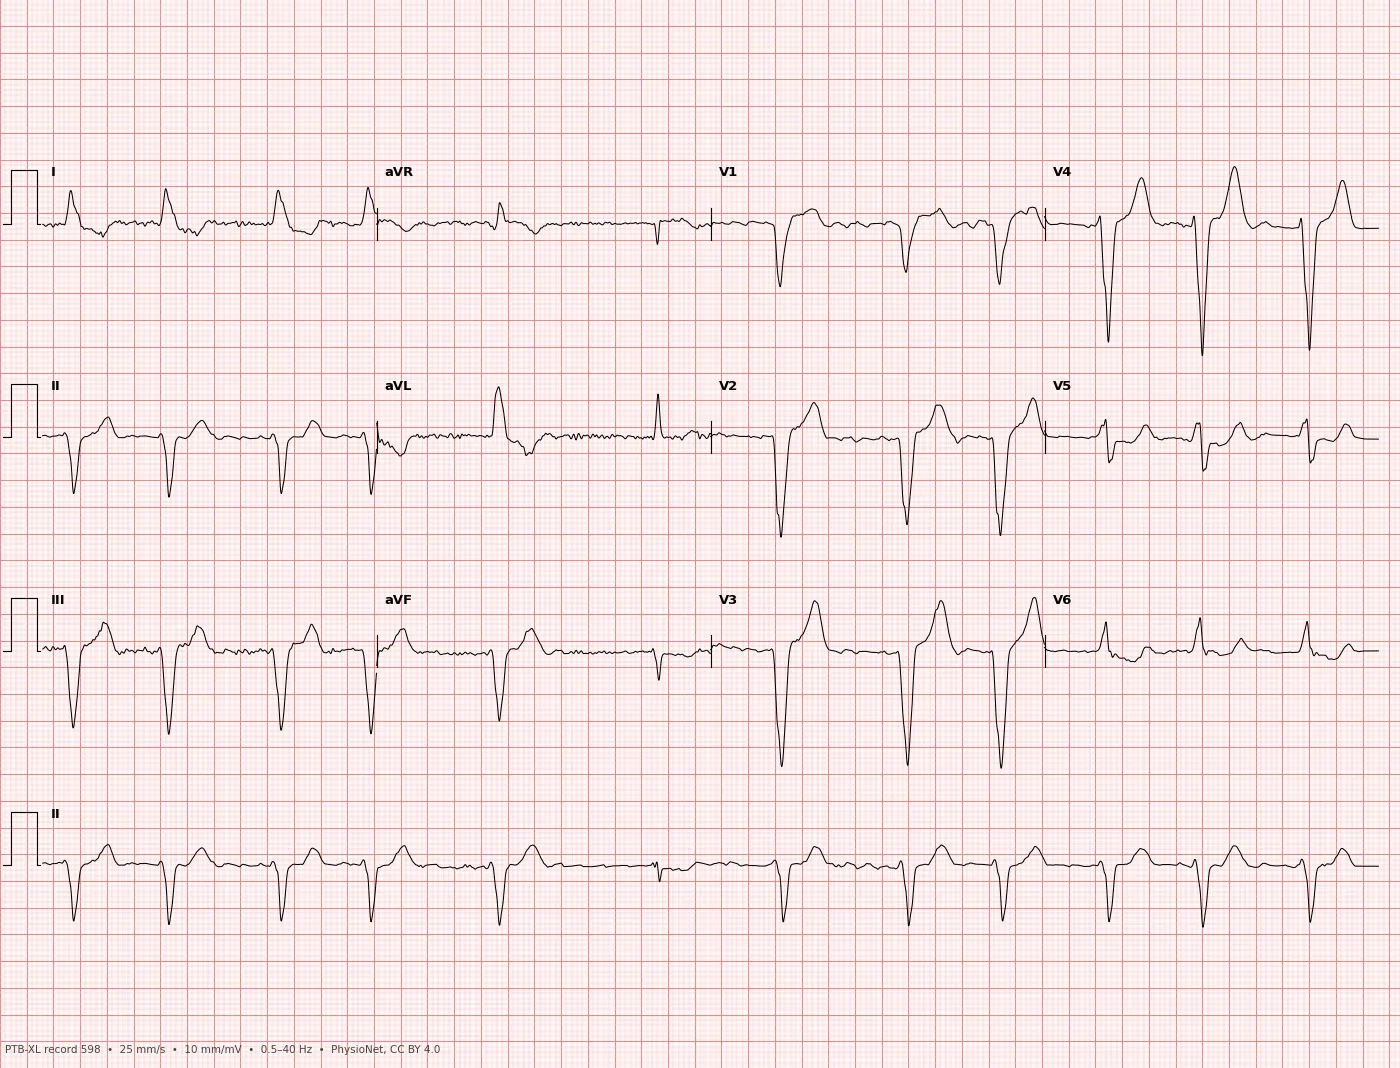 I aVR V1 V4
II aVL V2 V5
III aVF V3 V6
II
PTB-XL record 598 • 25 mm/s • 10 mm/mV • 0.5–40 Hz • PhysioNet, CC BY 4.0